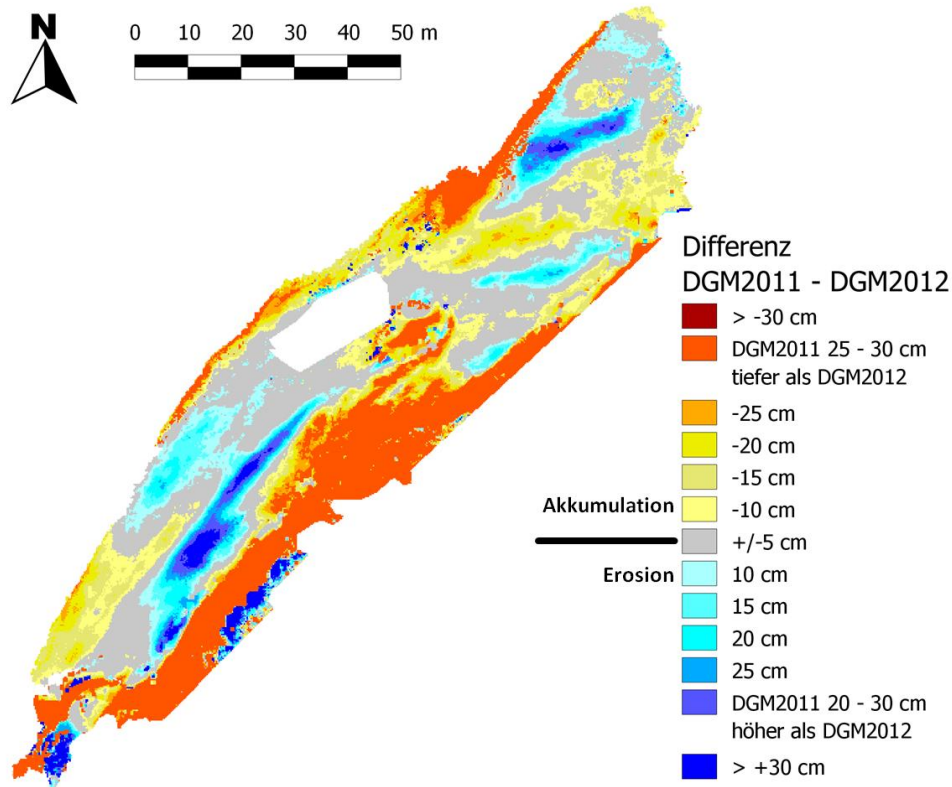 N
0 10 20 30 40 50 m
Differenz
DGM2011 - DGM2012
> -30 cm
DGM2011 25 - 30 cm
tiefer als DGM2012
-25 cm
-20 cm
-15 cm
-10 cm
Akkumulation
+/-5 cm
Erosion
10 cm
15 cm
20 cm
25 cm
DGM2011 20 - 30 cm
höher als DGM2012
> +30 cm